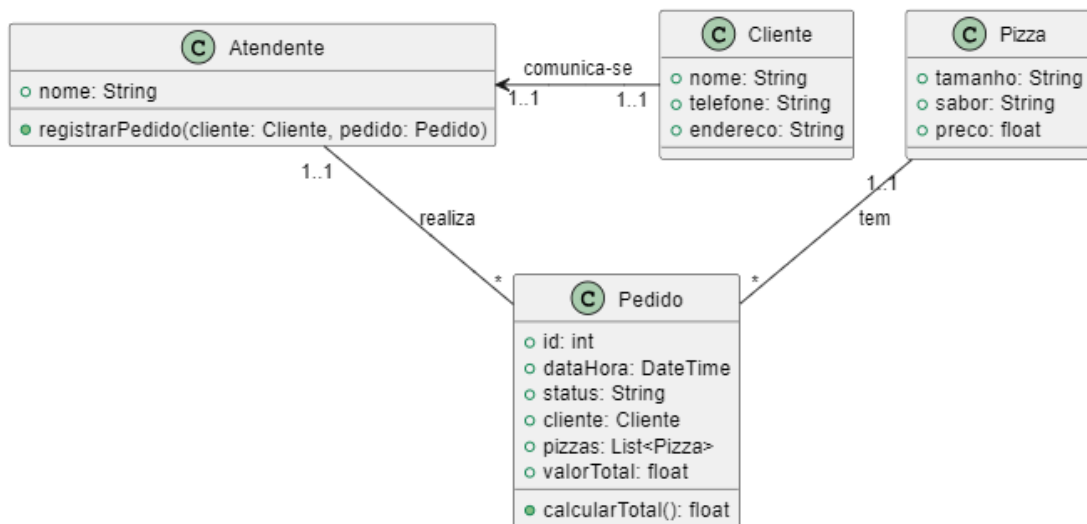 C Atendente
nome: String
registrarPedido(cliente: Cliente, pedido: Pedido)
comunica-se
1..1
1..1
C Cliente
nome: String
telefone: String
endereco: String
C Pizza
tamanho: String
sabor: String
preco: float
1..1
realiza
*
1..1
tem
*
C Pedido
id: int
dataHora: DateTime
status: String
cliente: Cliente
pizzas: List<Pizza>
valorTotal: float
calcularTotal(): float